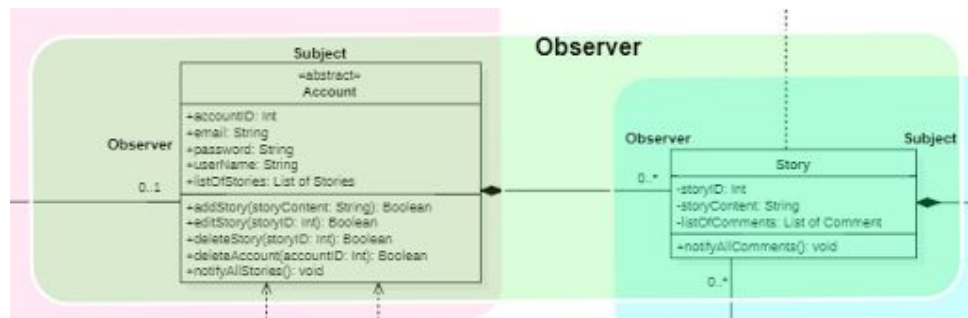 Observer
Subject
«abstract»
Account
+accountID: Int
+email: String
+password: String
+userName: String
+listOfStories: List of Stories
+addStory(storyContent: String): Boolean
+editStory(storyID: Int): Boolean
+deleteStory(storyID: Int): Boolean
+deleteAccount(accountID: Int): Boolean
+notifyAllStories(): void
Observer
0..1
Observer
Subject
0..*
Story
-storyID: Int
-storyContent: String
-listOfComments: List of Comment
+notifyAllComments(): void
0..*